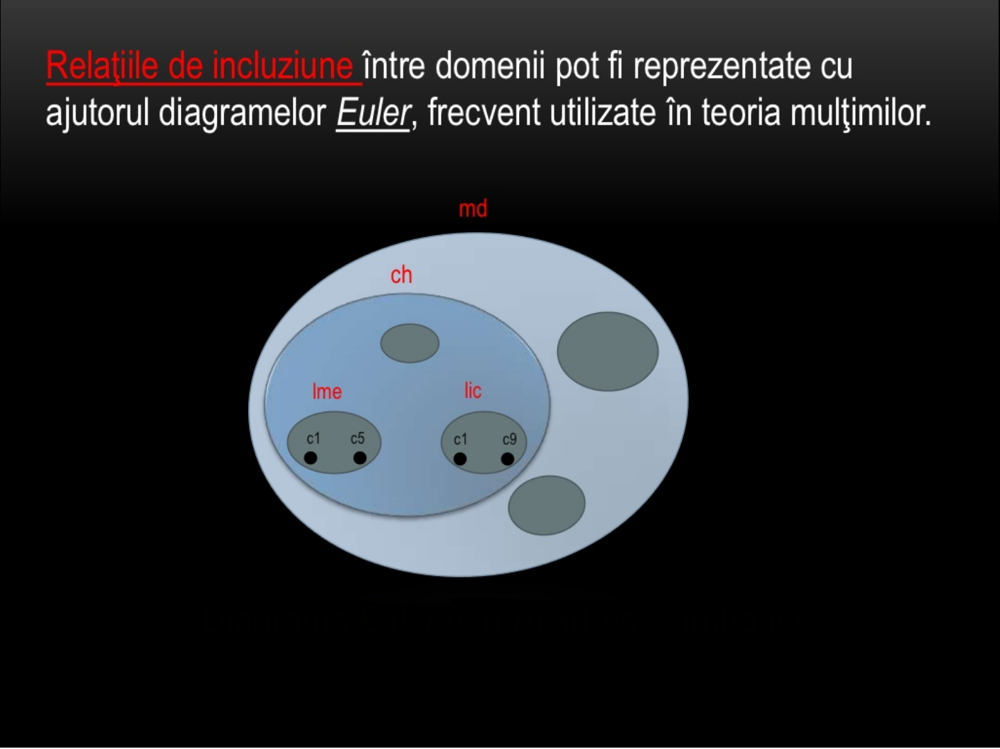 Relaţiile de incluziune între domenii pot fi reprezentate cu
ajutorul diagramelor Euler, frecvent utilizate în teoria mulţimilor.
md
ch
lme lic
c1 c5 c1 c9